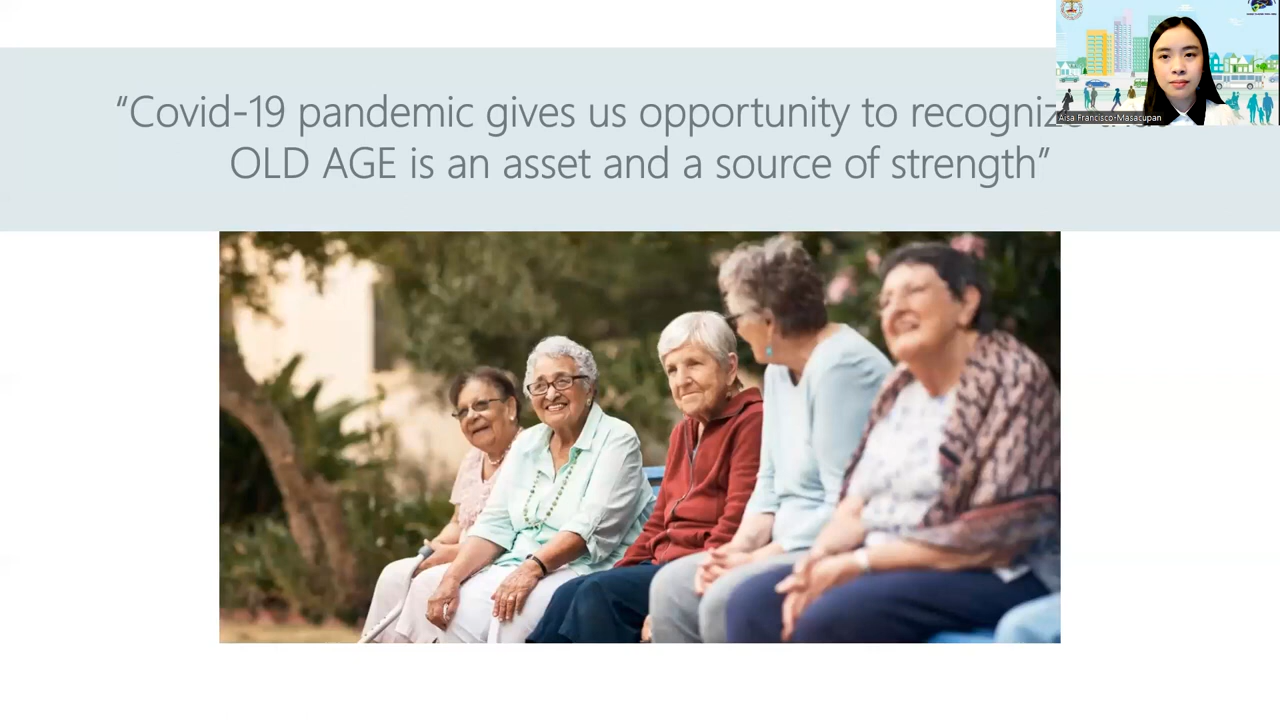 “Covid-19 pandemic gives us opportunity to recognize
OLD AGE is an asset and a source of strength”
Aisa Francisco-Masacupan